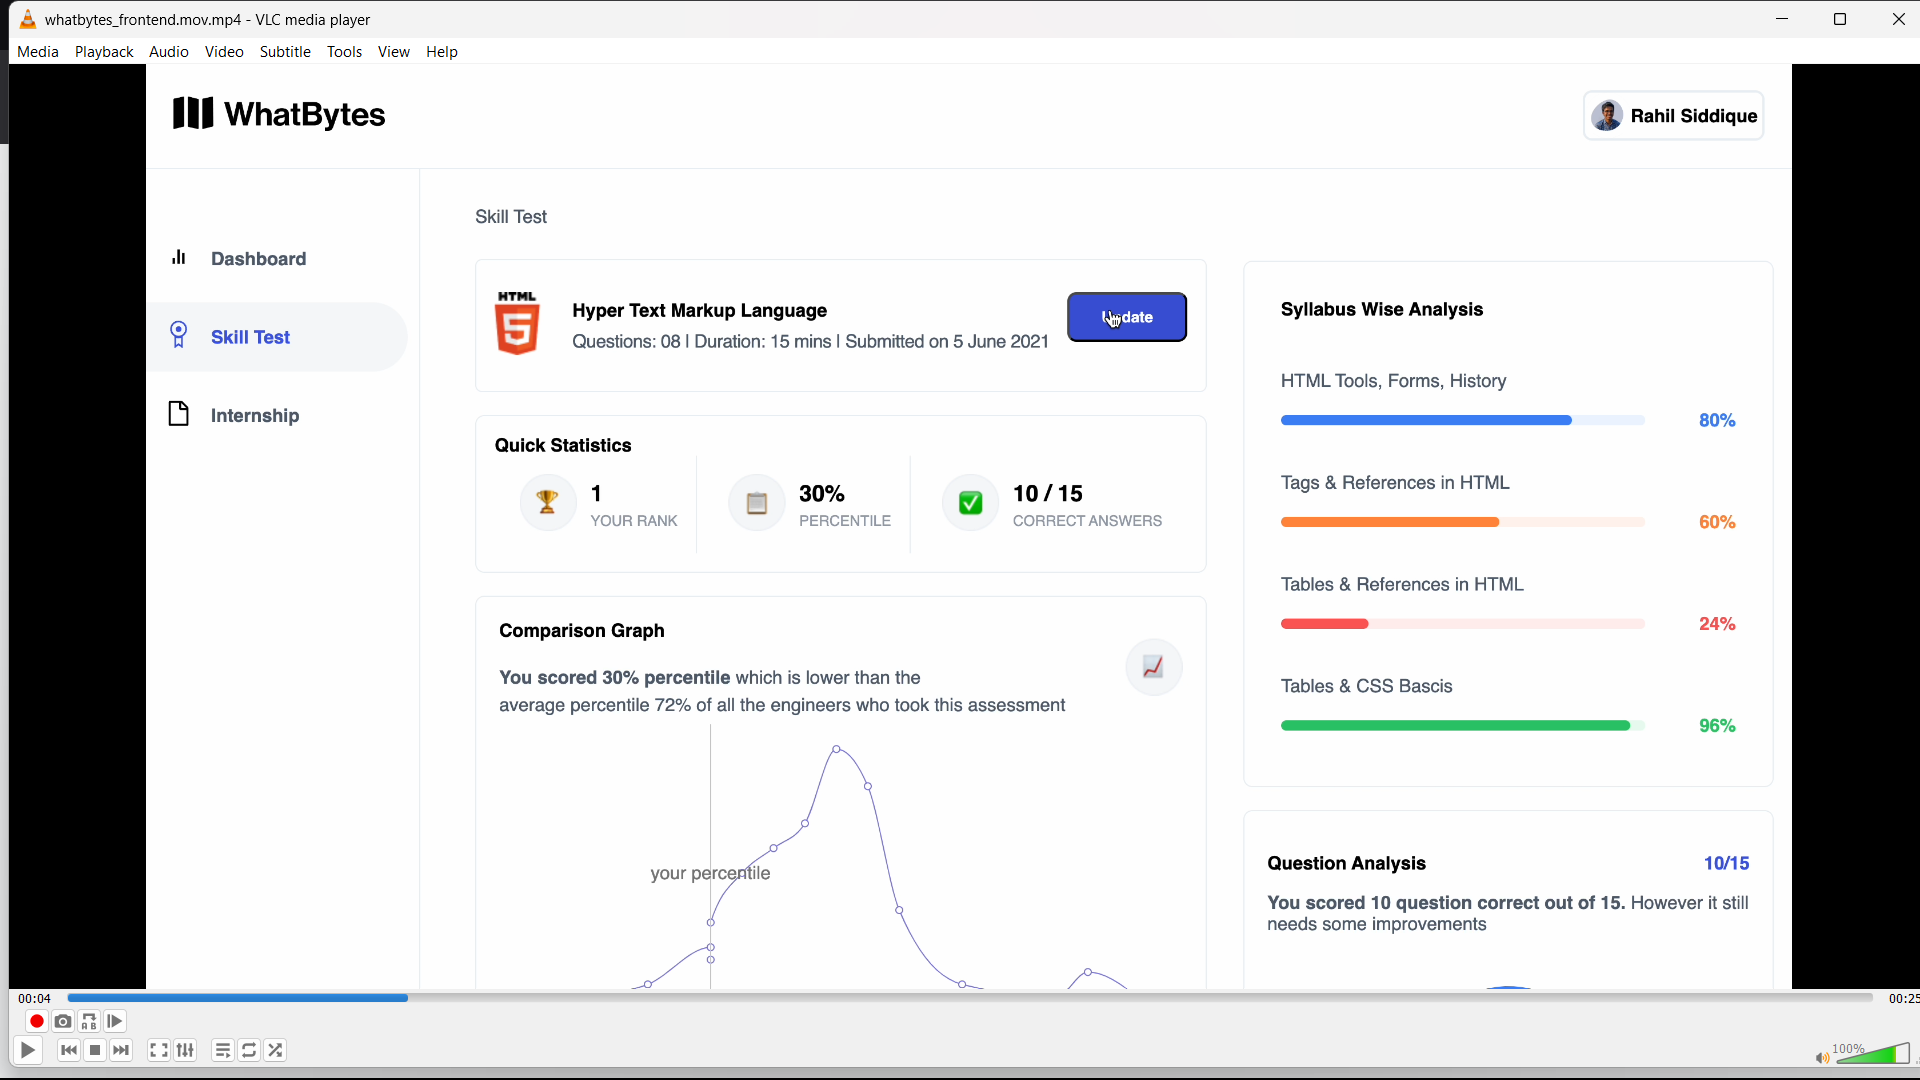 whatbytes_frontend.mov.mp4 - VLC media player
Media Playback Audio Video Subtitle Tools View Help
WhatBytes
Rahil Siddique
Dashboard
Skill Test
Internship
Skill Test
HTML
5
Hyper Text Markup Language
Questions: 08 | Duration: 15 mins | Submitted on 5 June 2021
Quick Statistics
1
YOUR RANK
30%
PERCENTILE
10 / 15
CORRECT ANSWERS
Comparison Graph
You scored 30% percentile which is lower than the
average percentile 72% of all the engineers who took this assessment
your percentile
Syllabus Wise Analysis
HTML Tools, Forms, History
80%
Tags & References in HTML
60%
Tables & References in HTML
24%
Tables & CSS Bascis
96%
Question Analysis
10/15
You scored 10 question correct out of 15. However it still
needs some improvements
00:04
00:25
A B
100%